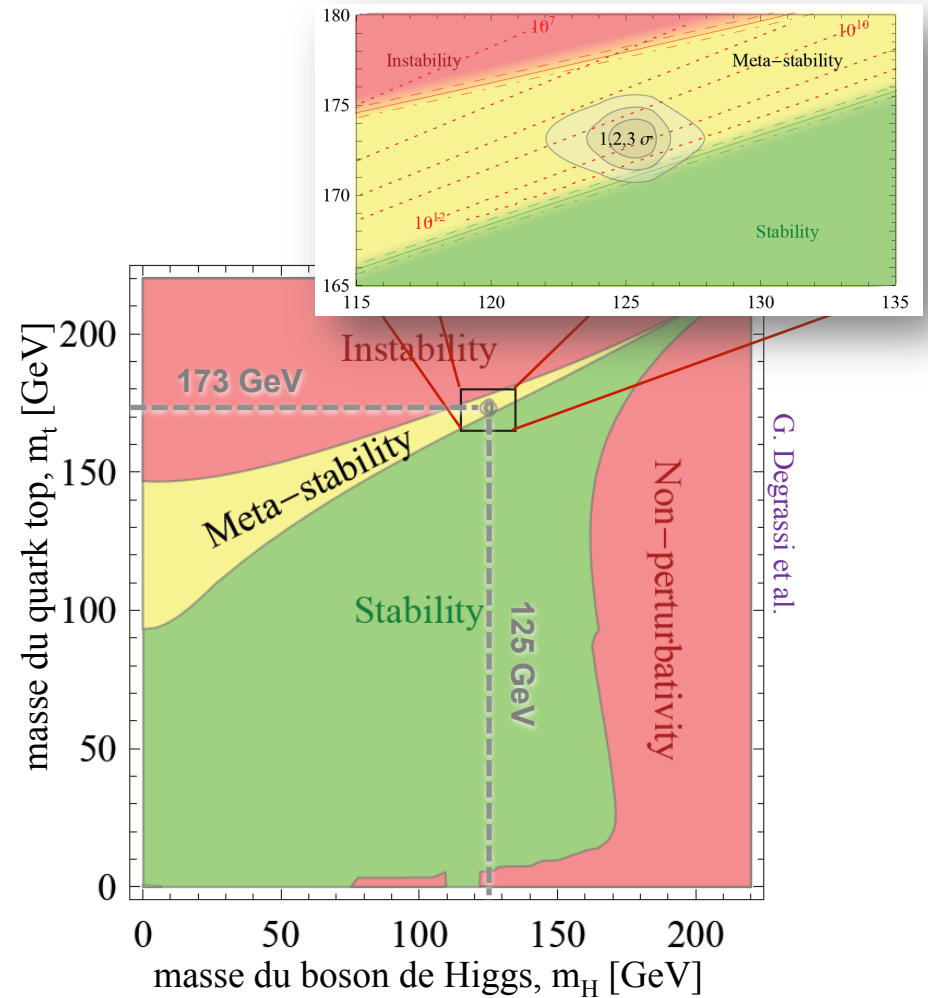 180
175
170
165
115
120
125
130
135
Instability
10⁷
10¹⁰
Meta−stability
1,2,3 σ
10¹²
Stability
200
150
100
50
0
0
50
100
150
200
masse du quark top, mt [GeV]
masse du boson de Higgs, mH [GeV]
Instability
173 GeV
Meta−stability
Stability
125 GeV
Non−perturbativity
G. Degrassi et al.